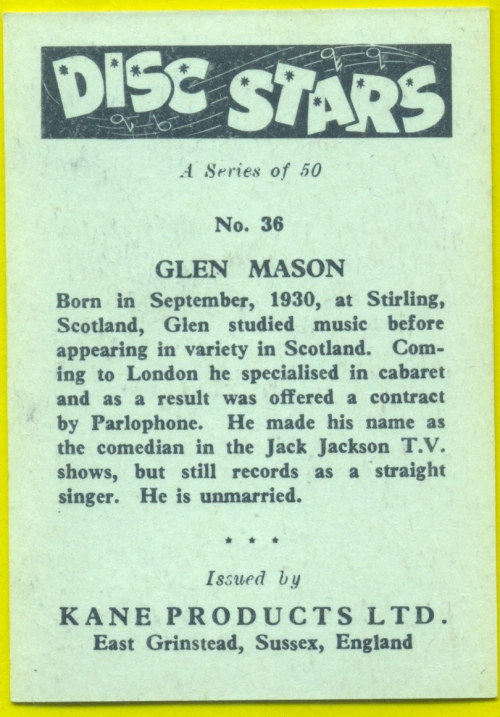 DISC STARS
A Series of 50
No. 36
GLEN MASON
Born in September, 1930, at Stirling,
Scotland, Glen studied music before
appearing in variety in Scotland. Com-
ing to London he specialised in cabaret
and as a result was offered a contract
by Parlophone. He made his name as
the comedian in the Jack Jackson T.V.
shows, but still records as a straight
singer. He is unmarried.
* * *
Issued by
KANE PRODUCTS LTD.
East Grinstead, Sussex, England